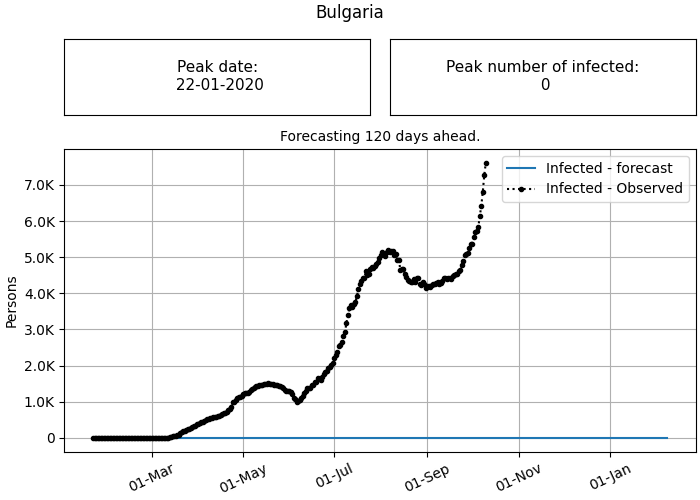 Bulgaria
Peak date:
22-01-2020
Peak number of infected:
0
Forecasting 120 days ahead.
Infected - forecast
Infected - Observed
Persons
7.0K
6.0K
5.0K
4.0K
3.0K
2.0K
1.0K
0
01-Mar
01-May
01-Jul
01-Sep
01-Nov
01-Jan